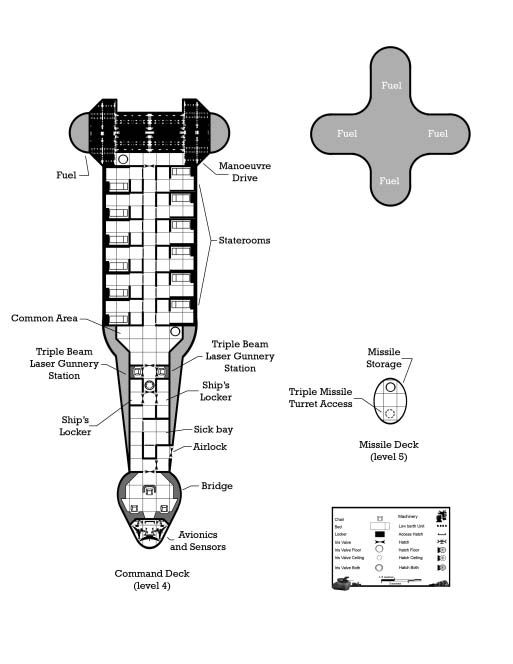 Fuel
Fuel
Fuel
Fuel
Fuel
Manoeuvre
Drive
Staterooms
Common Area
Triple Beam
Laser Gunnery
Station
Triple Beam
Laser Gunnery
Station
Ship's
Locker
Ship's
Locker
Sick bay
Airlock
Bridge
Avionics
and Sensors
Command Deck
(level 4)
Missile
Storage
Triple Missile
Turret Access
Missile Deck
(level 5)
Chair
Machinery
Bed
Low berth Unit
Locker
Access Hatch
Iris Valve
Hatch
Iris Valve Floor
Hatch Floor
Iris Valve Ceiling
Hatch Ceiling
Iris Valve Both
Hatch Both